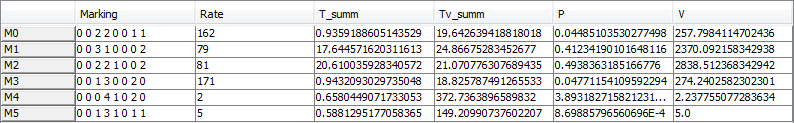 Marking Rate T_summ Tv_summ P V
M0 0 0 2 2 0 0 1 1 162 0.9359188605143529 19.642639418818018 0.04485103530277498 257.7984114702436
M1 0 0 3 1 0 0 0 2 79 17.644571620311613 24.86675283452677 0.41234190101648116 2370.092158342938
M2 0 0 2 2 1 0 0 2 81 20.610035928340572 21.070776307689435 0.4938363185166776 2838.512368342942
M3 0 0 1 3 0 0 2 0 171 0.9432093029735048 18.825787491265533 0.04771154109592294 274.2402582302301
M4 0 0 0 4 1 0 2 0 2 0.6580449071733053 372.7363896589832 3.893182715821231... 2.237755077283634
M5 0 0 1 3 1 0 1 1 5 0.5881295177058365 149.20990737602207 8.69885796560696E-4 5.0